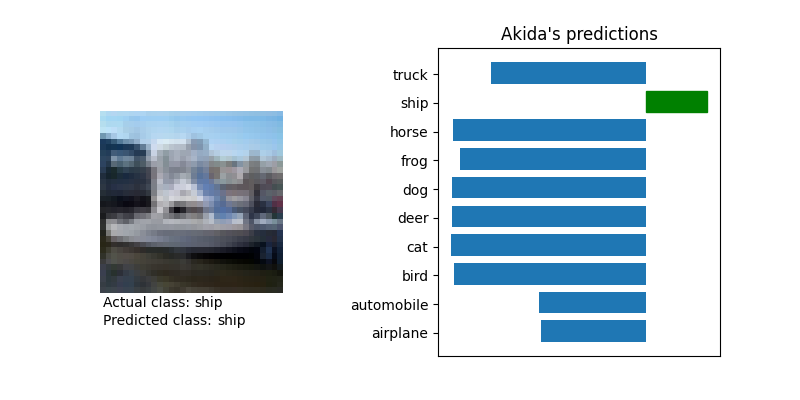 Akida's predictions
truck
ship
horse
frog
dog
deer
cat
bird
automobile
airplane
Actual class: ship
Predicted class: ship